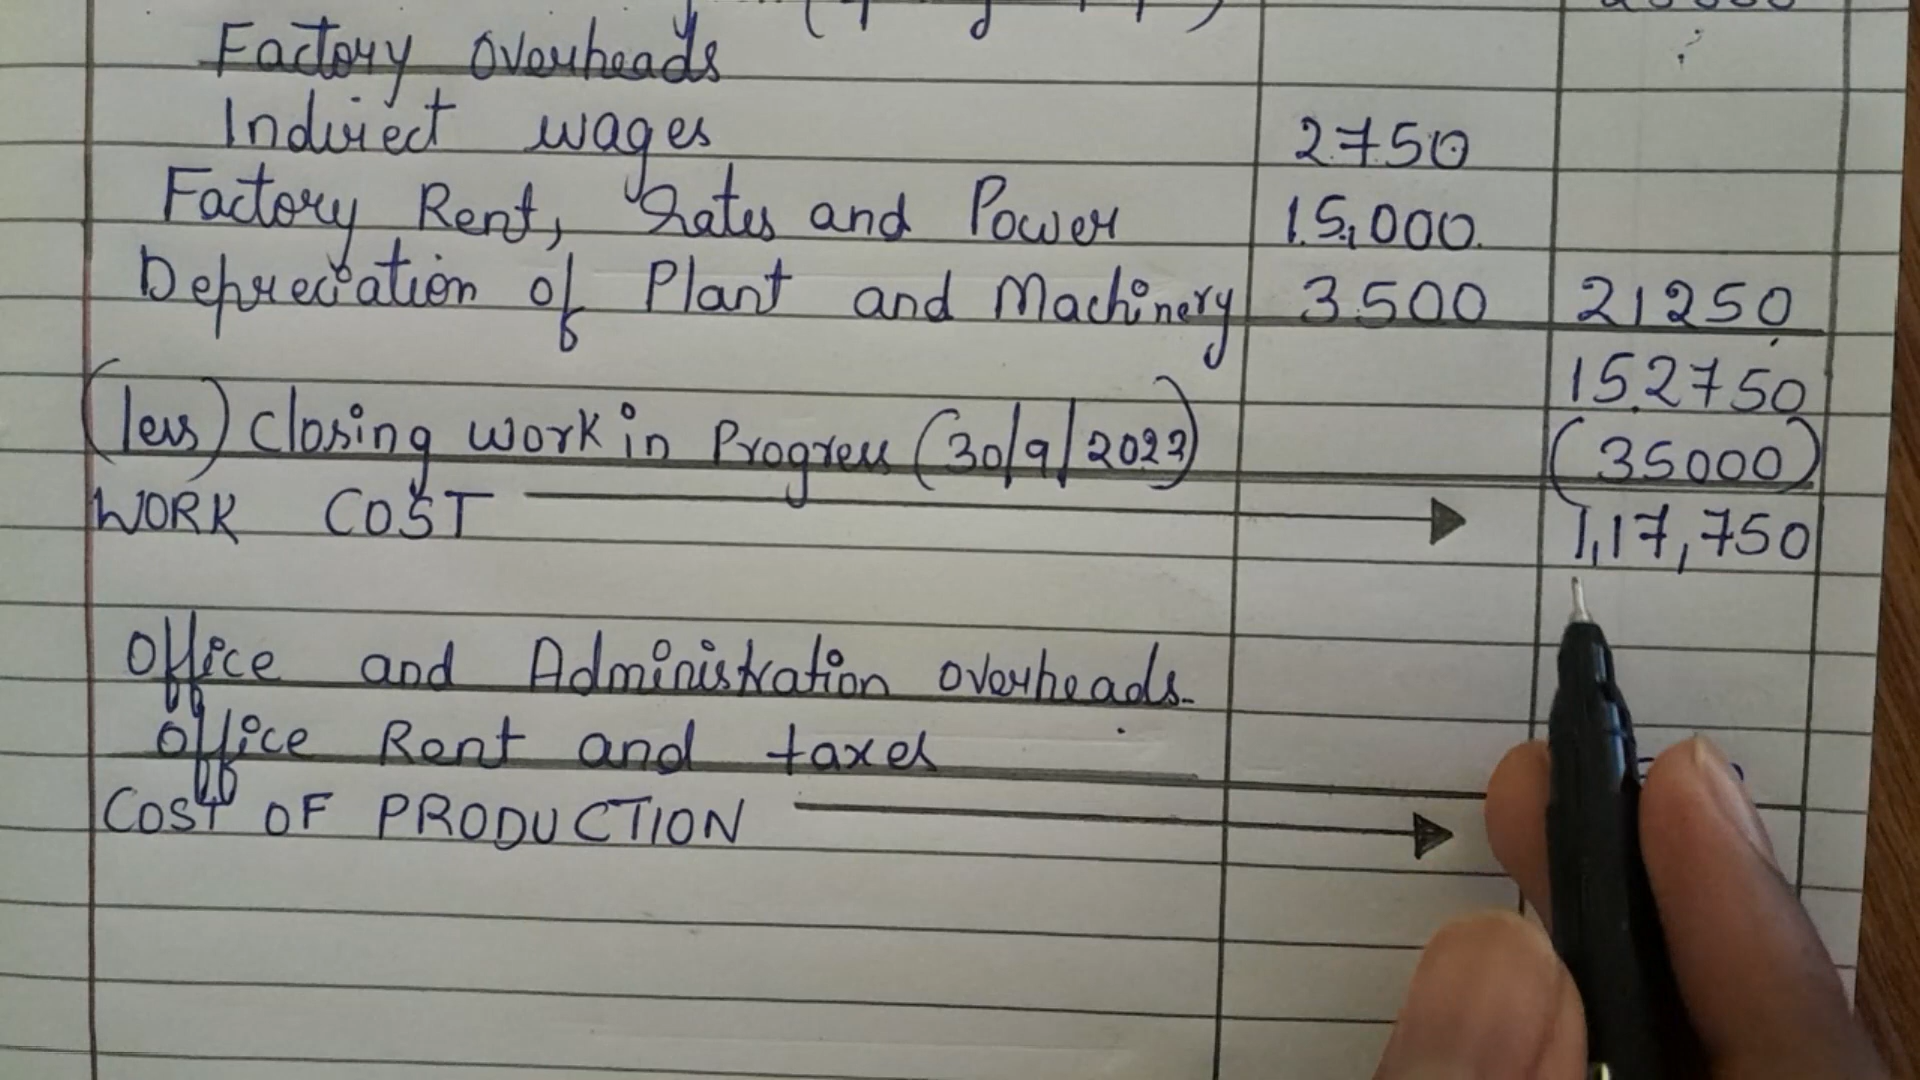 Factory Overheads
Indirect wages 2750
Factory Rent, rates and Power 15,000
Depreciation of Plant and Machinery 3500 21250
152750
(less) Closing work in Progress (30/9/2022) (35000)
WORK COST 1,17,750
Office and Administration overheads
Office Rent and taxes
COST OF PRODUCTION